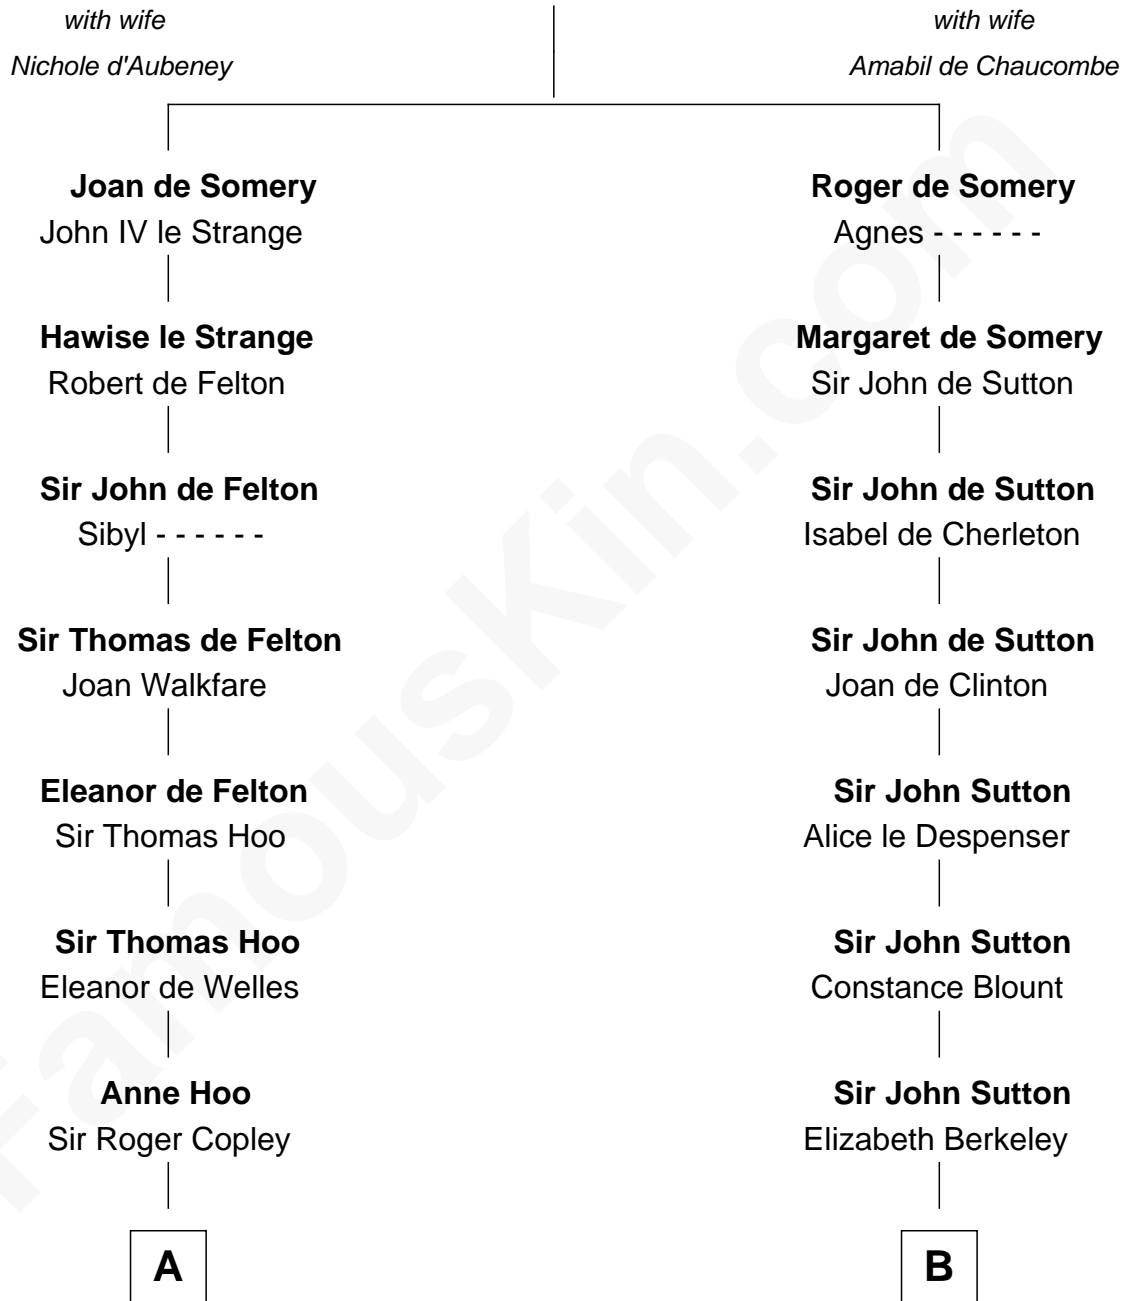 with wife
Nichole d'Aubeney
with wife
Amabil de Chaucombe
Joan de Somery
John IV le Strange
Roger de Somery
Agnes - - - - - -
Hawise le Strange
Robert de Felton
Margaret de Somery
Sir John de Sutton
Sir John de Felton
Sibyl - - - - - -
Sir John de Sutton
Isabel de Cherleton
Sir Thomas de Felton
Joan Walkfare
Sir John de Sutton
Joan de Clinton
Eleanor de Felton
Sir Thomas Hoo
Sir John Sutton
Alice le Despenser
Sir Thomas Hoo
Eleanor de Welles
Sir John Sutton
Constance Blount
Anne Hoo
Sir Roger Copley
Sir John Sutton
Elizabeth Berkeley
A
B
FamousKin.com